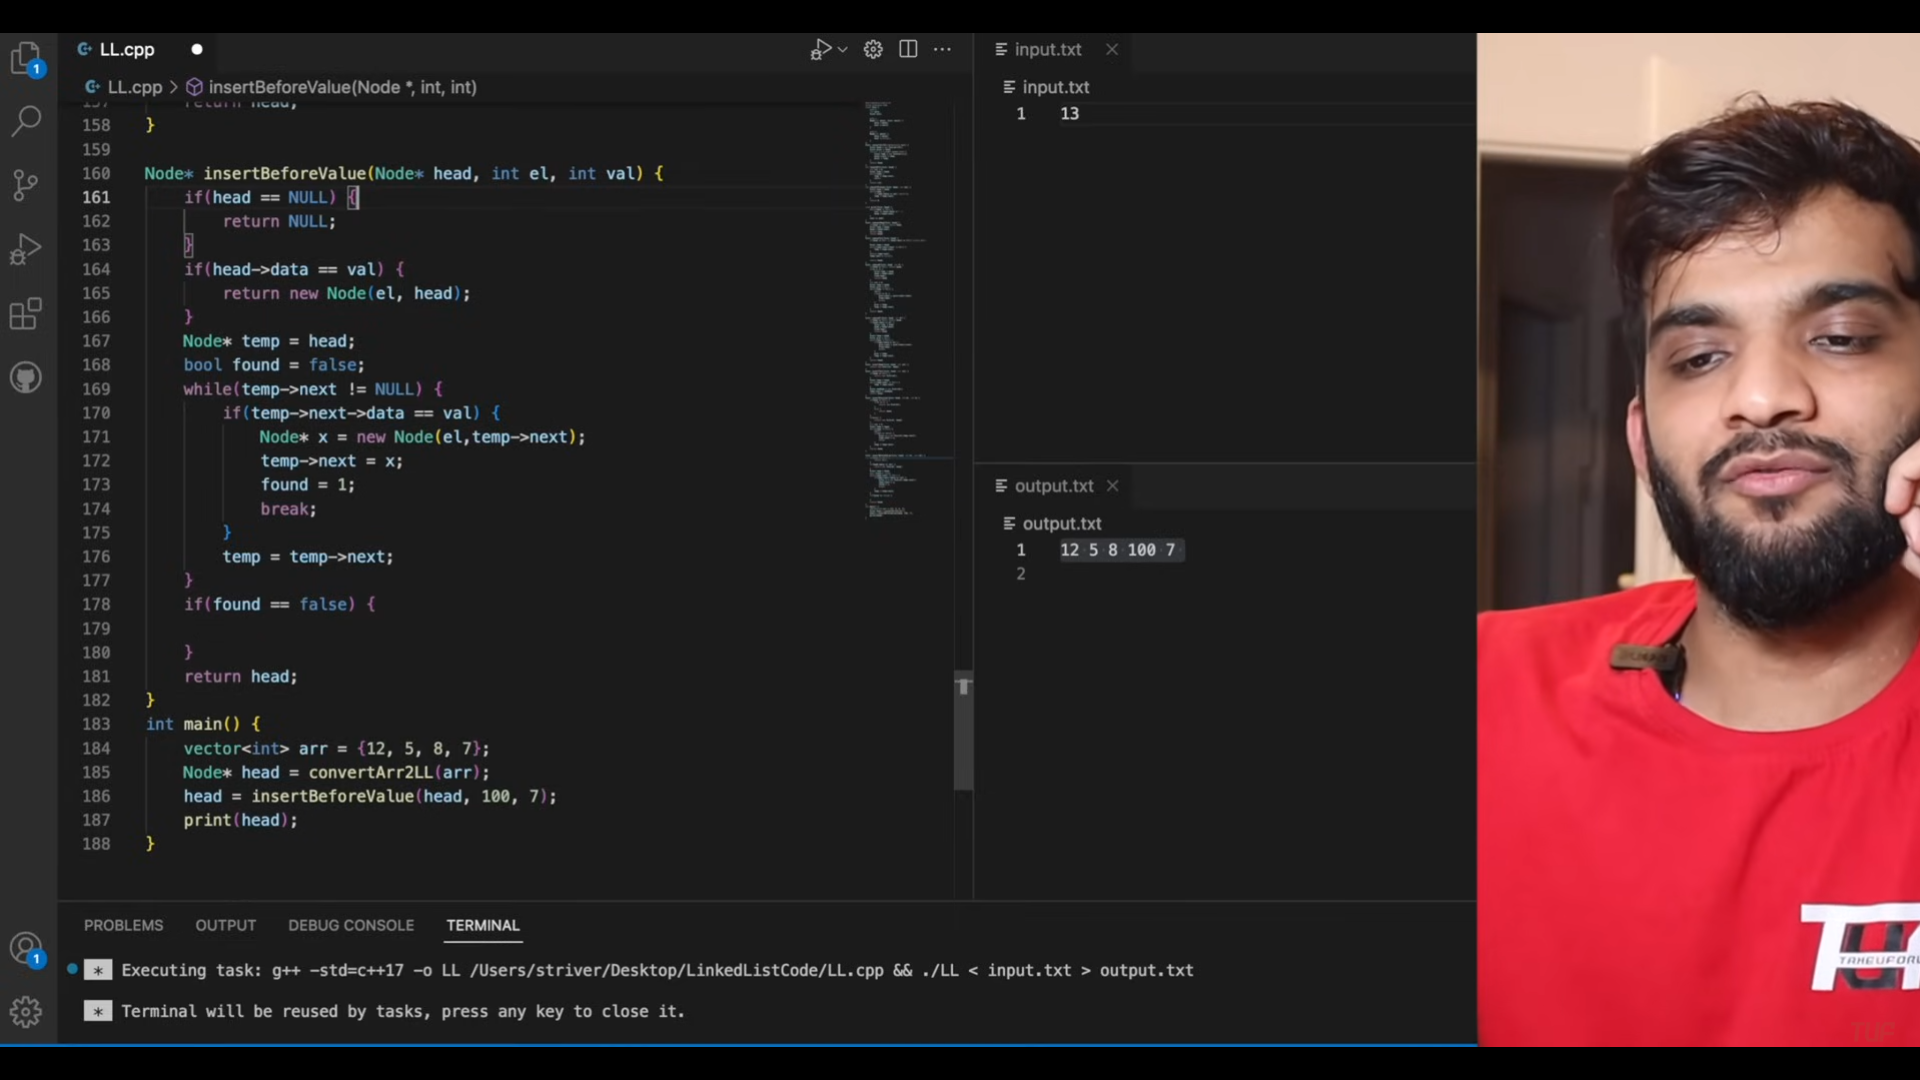 1
LL.cpp
LL.cpp > insertBeforeValue(Node *, int, int)
157 return head;
158 }
159
160 Node* insertBeforeValue(Node* head, int el, int val) {
161 if(head == NULL) {
162 return NULL;
163 }
164 if(head->data == val) {
165 return new Node(el, head);
166 }
167 Node* temp = head;
168 bool found = false;
169 while(temp->next != NULL) {
170 if(temp->next->data == val) {
171 Node* x = new Node(el,temp->next);
172 temp->next = x;
173 found = 1;
174 break;
175 }
176 temp = temp->next;
177 }
178 if(found == false) {
179
180 }
181 return head;
182 }
183 int main() {
184 vector<int> arr = {12, 5, 8, 7};
185 Node* head = convertArr2LL(arr);
186 head = insertBeforeValue(head, 100, 7);
187 print(head);
188 }
input.txt
input.txt
1 13
output.txt
output.txt
1 12 5 8 100 7
2
PROBLEMS OUTPUT DEBUG CONSOLE TERMINAL
1
* Executing task: g++ -std=c++17 -o LL /Users/striver/Desktop/LinkedListCode/LL.cpp && ./LL < input.txt > output.txt
* Terminal will be reused by tasks, press any key to close it.
TUF